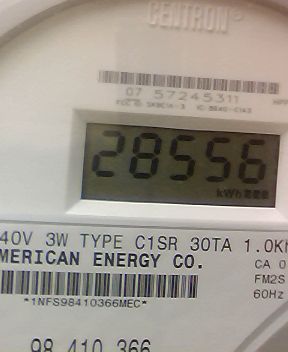 CENTRON®
07 57245311
28556
kWh
40V 3W TYPE C1SR 30TA 1.0Kh
MERICAN ENERGY CO.
CA 0
FM2S
60Hz
*1NFS98410366MEC*
98 410 366